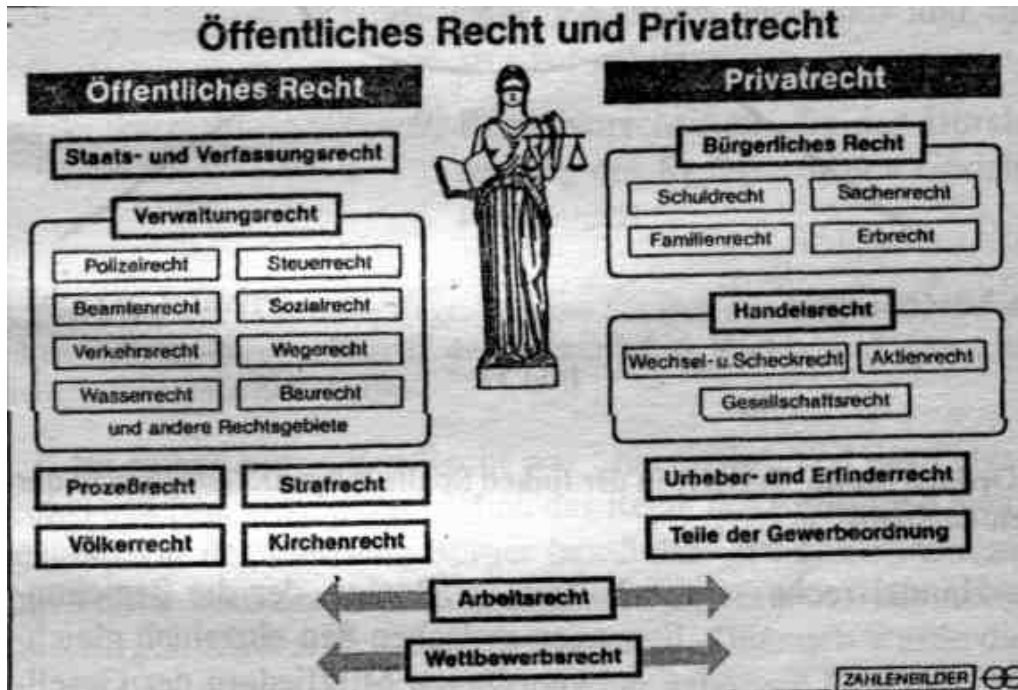 Öffentliches Recht und Privatrecht
Öffentliches Recht
Staats- und Verfassungsrecht
Verwaltungsrecht
Polizeirecht
Steuerrecht
Beamtenrecht
Sozialrecht
Verkehrsrecht
Wegerecht
Wasserrecht
Baurecht
und andere Rechtsgebiete
Prozeßrecht
Strafrecht
Völkerrecht
Kirchenrecht
Privatrecht
Bürgerliches Recht
Schuldrecht
Sachenrecht
Familienrecht
Erbrecht
Handelsrecht
Wechsel- u. Scheckrecht
Aktienrecht
Gesellschaftsrecht
Urheber- und Erfinderrecht
Teile der Gewerbeordnung
Arbeitsrecht
Wettbewerbsrecht
ZAHLENBILDER